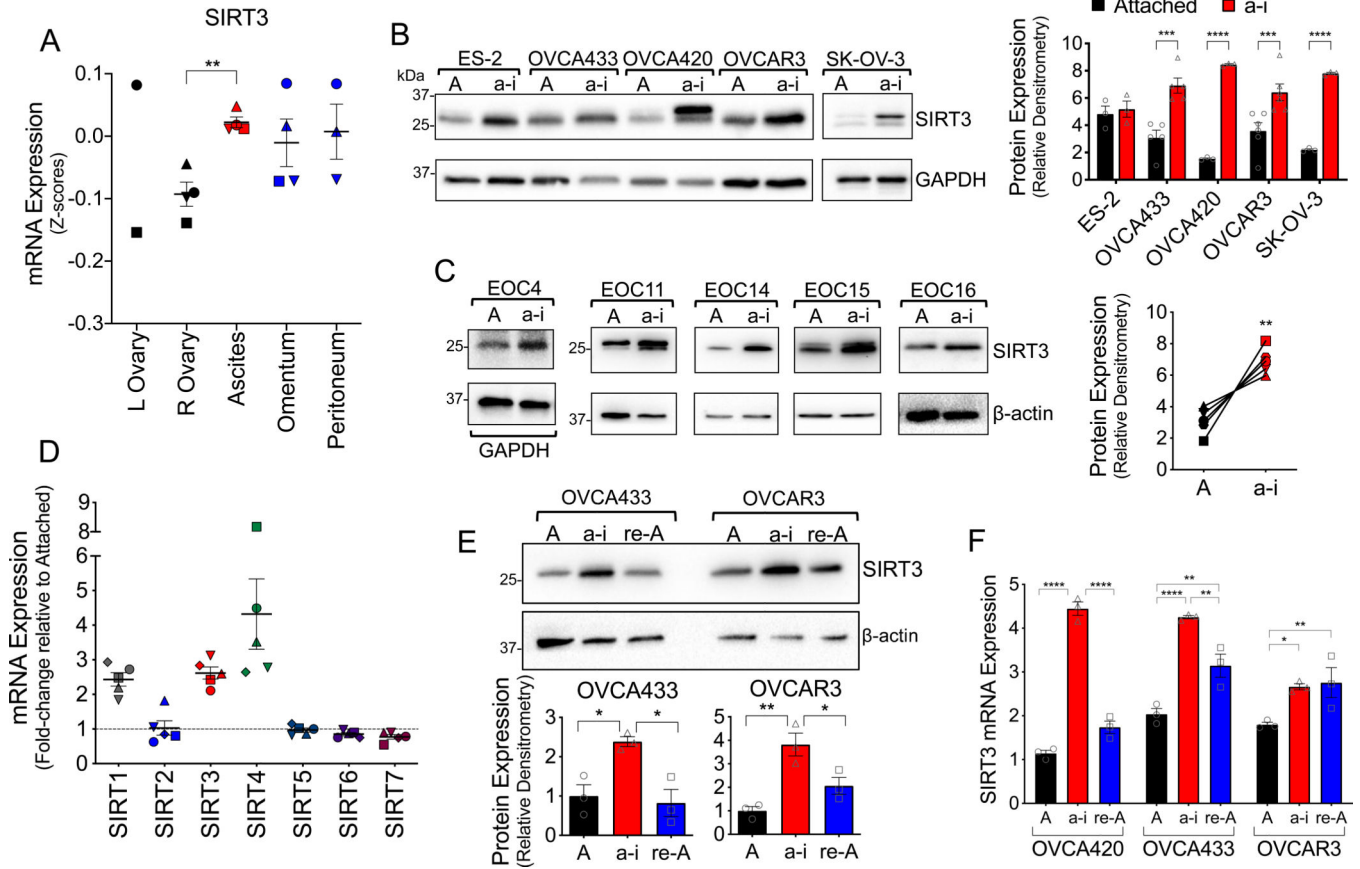 SIRT3
A
**
mRNA Expression
(Z-scores)
0.1
0.0
-0.1
-0.2
-0.3
L Ovary
R Ovary
Ascites
Omentum
Peritoneum
B
ES-2 OVCA433 OVCA420 OVCAR3 SK-OV-3
kDa A a-i A a-i A a-i A a-i A a-i
37-
25-
SIRT3
37-
GAPDH
Attached a-i
*** **** *** ****
Protein Expression
(Relative Densitrometry)
10
8
6
4
2
0
ES-2
OVCA433
OVCA420
OVCAR3
SK-OV-3
C
EOC4 EOC11 EOC14 EOC15 EOC16
A a-i A a-i A a-i A a-i A a-i
25- 25-
SIRT3
37- 37-
β-actin
GAPDH
Protein Expression
(Relative Densitrometry)
10
8
6
4
2
0
**
A a-i
D
mRNA Expression
(Fold-change relative to Attached)
9
8
6
5
4
3
2
1
0
SIRT1
SIRT2
SIRT3
SIRT4
SIRT5
SIRT6
SIRT7
E
OVCA433 OVCAR3
A a-i re-A A a-i re-A
25-
SIRT3
37-
β-actin
Protein Expression
(Relative Densitrometry)
OVCA433
* *
3
2
1
0
A a-i re-A
OVCAR3
** *
5
4
3
2
1
0
A a-i re-A
F
SIRT3 mRNA Expression
5
4
3
2
1
0
**** ****
**
**** **
**
*
A a-i re-A A a-i re-A A a-i re-A
OVCA420 OVCA433 OVCAR3